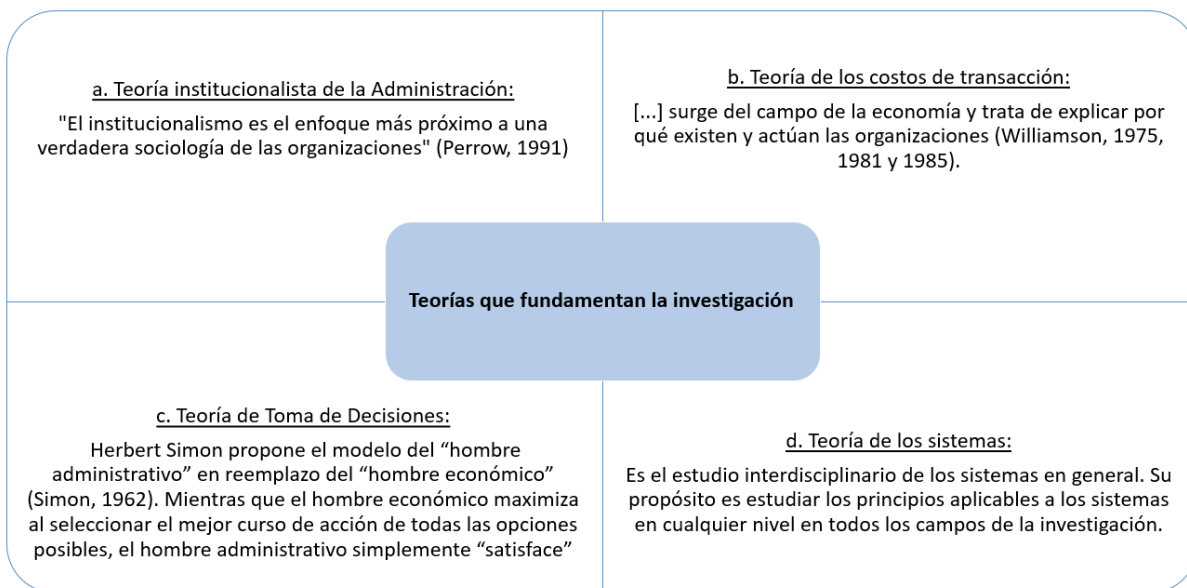 a. Teoría institucionalista de la Administración:
"El institucionalismo es el enfoque más próximo a una
verdadera sociología de las organizaciones" (Perrow, 1991)
b. Teoría de los costos de transacción:
[...] surge del campo de la economía y trata de explicar por
qué existen y actúan las organizaciones (Williamson, 1975,
1981 y 1985).
Teorías que fundamentan la investigación
c. Teoría de Toma de Decisiones:
Herbert Simon propone el modelo del “hombre
administrativo” en reemplazo del “hombre económico”
(Simon, 1962). Mientras que el hombre económico maximiza
al seleccionar el mejor curso de acción de todas las opciones
posibles, el hombre administrativo simplemente “satisface”
d. Teoría de los sistemas:
Es el estudio interdisciplinario de los sistemas en general. Su
propósito es estudiar los principios aplicables a los sistemas
en cualquier nivel en todos los campos de la investigación.